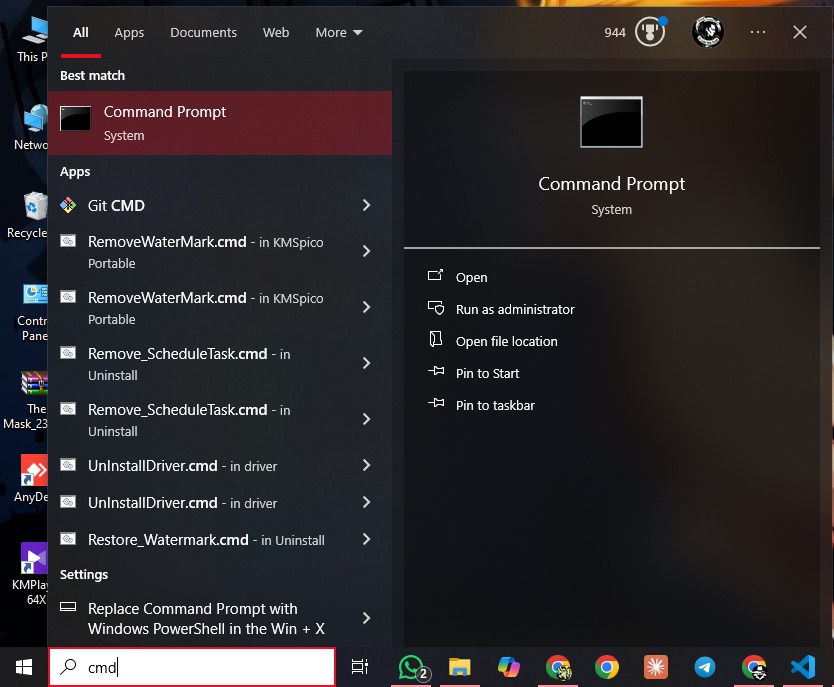 All Apps Documents Web More 944
This P
Best match
Command Prompt
System
Netwo
Apps
Git CMD
RemoveWaterMark.cmd - in KMSpico
Portable
Recycle
RemoveWaterMark.cmd - in KMSpico
Portable
Contr
Pane
Remove_ScheduleTask.cmd - in
Uninstall
The
Mask_23
Remove_ScheduleTask.cmd - in
Uninstall
UnInstallDriver.cmd - in driver
AnyDe
UnInstallDriver.cmd - in driver
Restore_Watermark.cmd - in Uninstall
Settings
KMPlay
64X
Replace Command Prompt with
Windows PowerShell in the Win + X
Command Prompt
System
Open
Run as administrator
Open file location
Pin to Start
Pin to taskbar
cmd
2